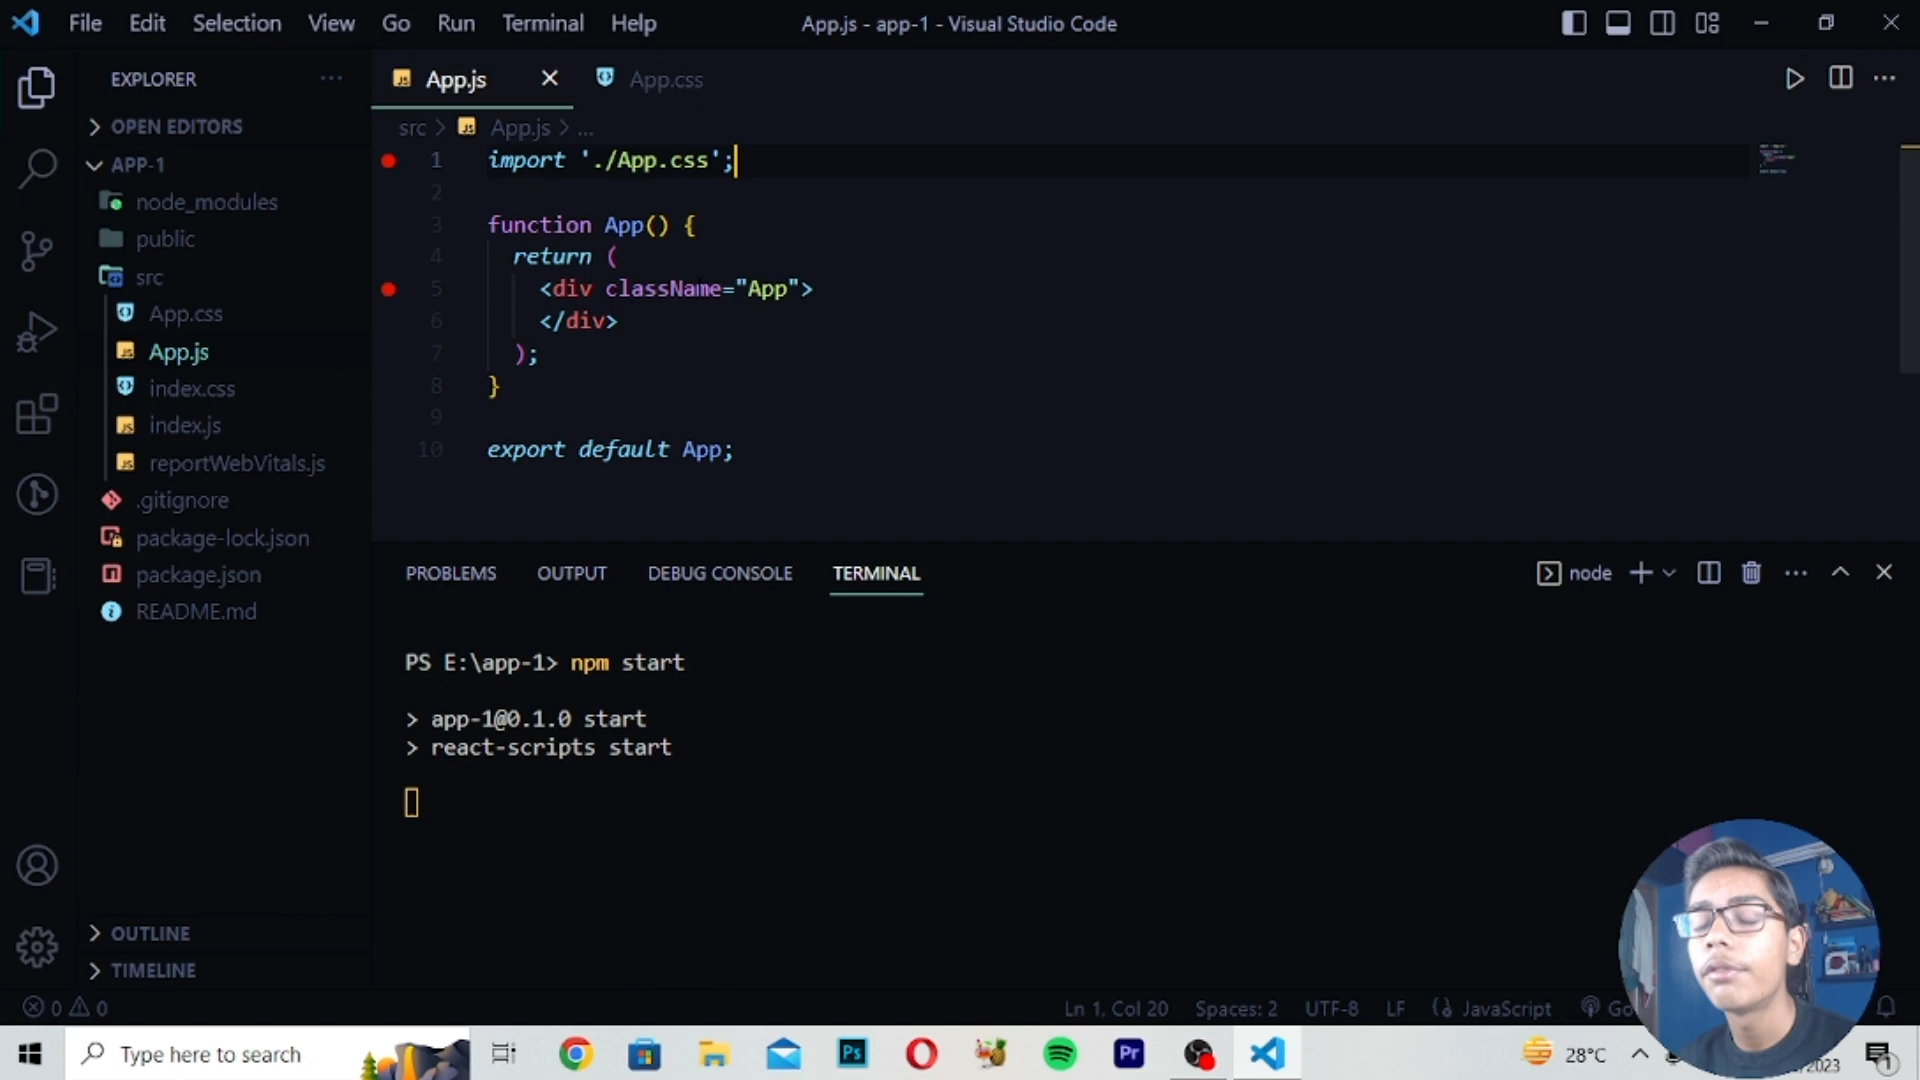 File Edit Selection View Go Run Terminal Help
App.js - app-1 - Visual Studio Code
EXPLORER
OPEN EDITORS
APP-1
node_modules
public
src
App.css
App.js
index.css
index.js
reportWebVitals.js
.gitignore
package-lock.json
package.json
README.md
OUTLINE
TIMELINE
App.js App.css
src > App.js > ...
1 import './App.css';
2
3 function App() {
4 return (
5 <div className="App">
6 </div>
7 );
8 }
9
10 export default App;
PROBLEMS OUTPUT DEBUG CONSOLE TERMINAL
node
PS E:\app-1> npm start
> app-1@0.1.0 start
> react-scripts start
0 0
Ln 1, Col 20 Spaces: 2 UTF-8 LF JavaScript Go
Type here to search
Ps
Pr
28°C
2023
1